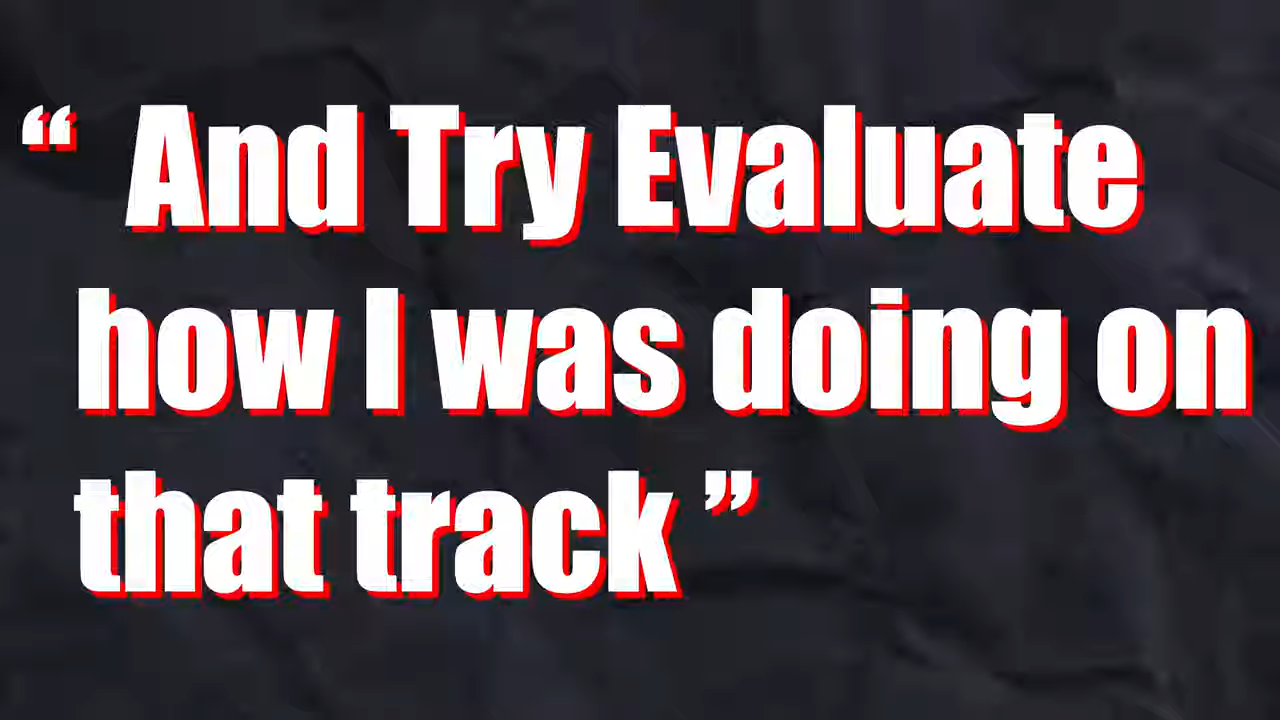 “ And Try Evaluate
how I was doing on
that track ”